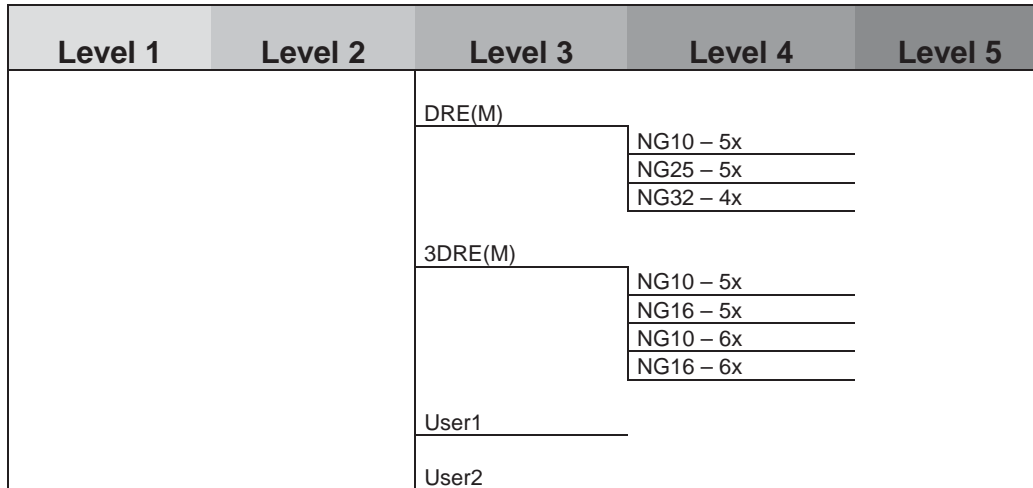 Level 1 Level 2 Level 3 Level 4 Level 5
DRE(M)
NG10 – 5x
NG25 – 5x
NG32 – 4x
3DRE(M)
NG10 – 5x
NG16 – 5x
NG10 – 6x
NG16 – 6x
User1
User2